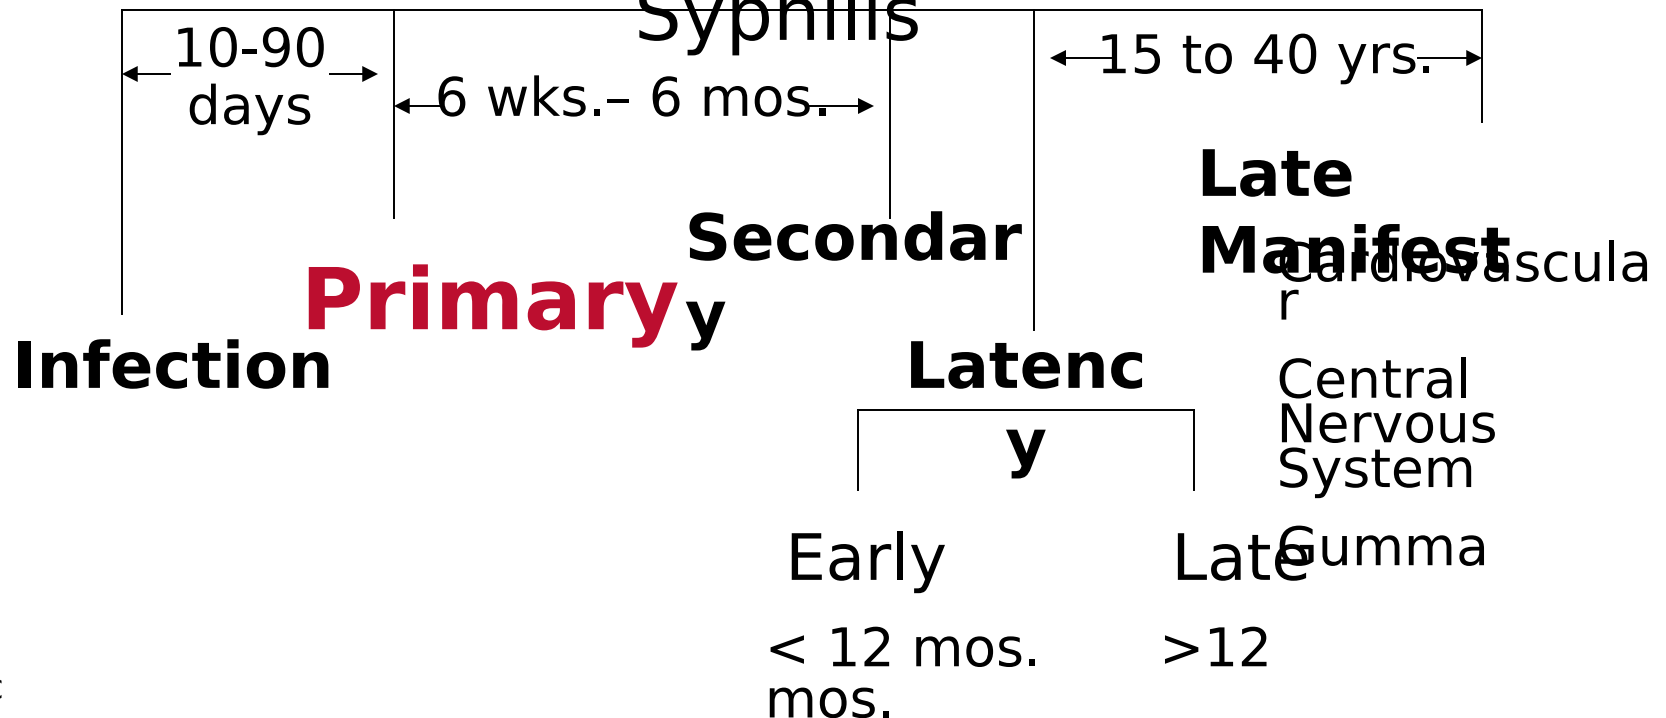 Syphilis
10-90
days
6 wks.– 6 mos.
15 to 40 yrs.
Late
Manifest
Secondar
y
Primary
Infection
Latenc
y
Cardiovascula
r
Central
Nervous
System
Gumma
Early
Late
< 12 mos.
>12
mos.